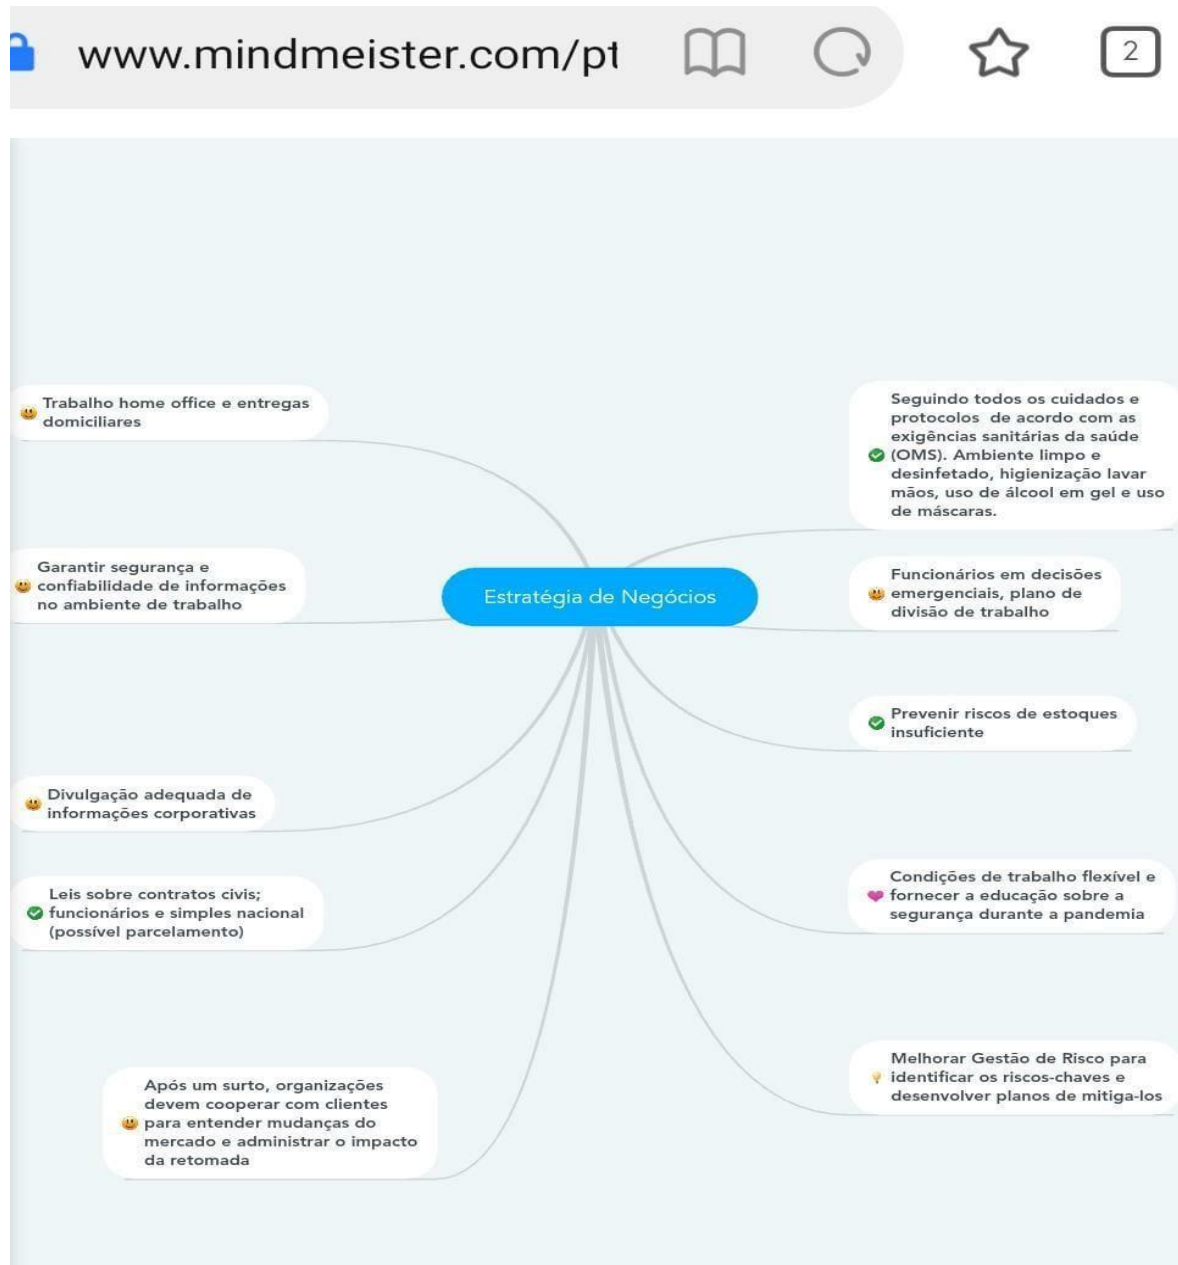 www.mindmeister.com/pt
2
Trabalho home office e entregas
domiciliares
Garantir segurança e
confiabilidade de informações
no ambiente de trabalho
Divulgação adequada de
informações corporativas
Leis sobre contratos civis;
funcionários e simples nacional
(possível parcelamento)
Após um surto, organizações
devem cooperar com clientes
para entender mudanças do
mercado e administrar o impacto
da retomada
Estratégia de Negócios
Seguindo todos os cuidados e
protocolos de acordo com as
exigências sanitárias da saúde
(OMS). Ambiente limpo e
desinfetado, higienização lavar
mãos, uso de álcool em gel e uso
de máscaras.
Funcionários em decisões
emergenciais, plano de
divisão de trabalho
Prevenir riscos de estoques
insuficiente
Condições de trabalho flexível e
fornecer a educação sobre a
segurança durante a pandemia
Melhorar Gestão de Risco para
identificar os riscos-chaves e
desenvolver planos de mitiga-los